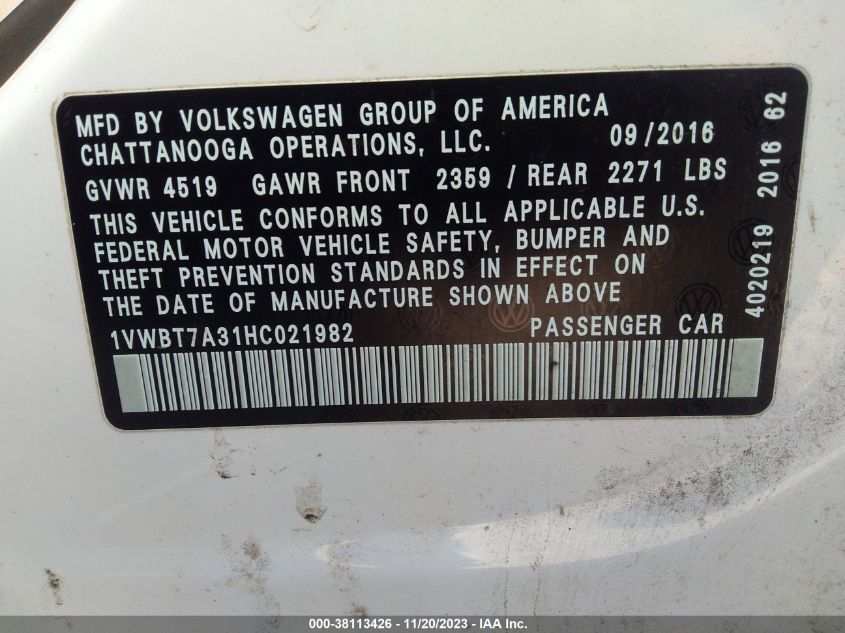 MFD BY VOLKSWAGEN GROUP OF AMERICA
CHATTANOOGA OPERATIONS, LLC. 09/2016
GVWR 4519 GAWR FRONT 2359 / REAR 2271 LBS
THIS VEHICLE CONFORMS TO ALL APPLICABLE U.S.
FEDERAL MOTOR VEHICLE SAFETY, BUMPER AND
THEFT PREVENTION STANDARDS IN EFFECT ON
THE DATE OF MANUFACTURE SHOWN ABOVE
1VWBT7A31HC021982 PASSENGER CAR
4020219 2016 62
000-38113426 - 11/20/2023 - IAA Inc.